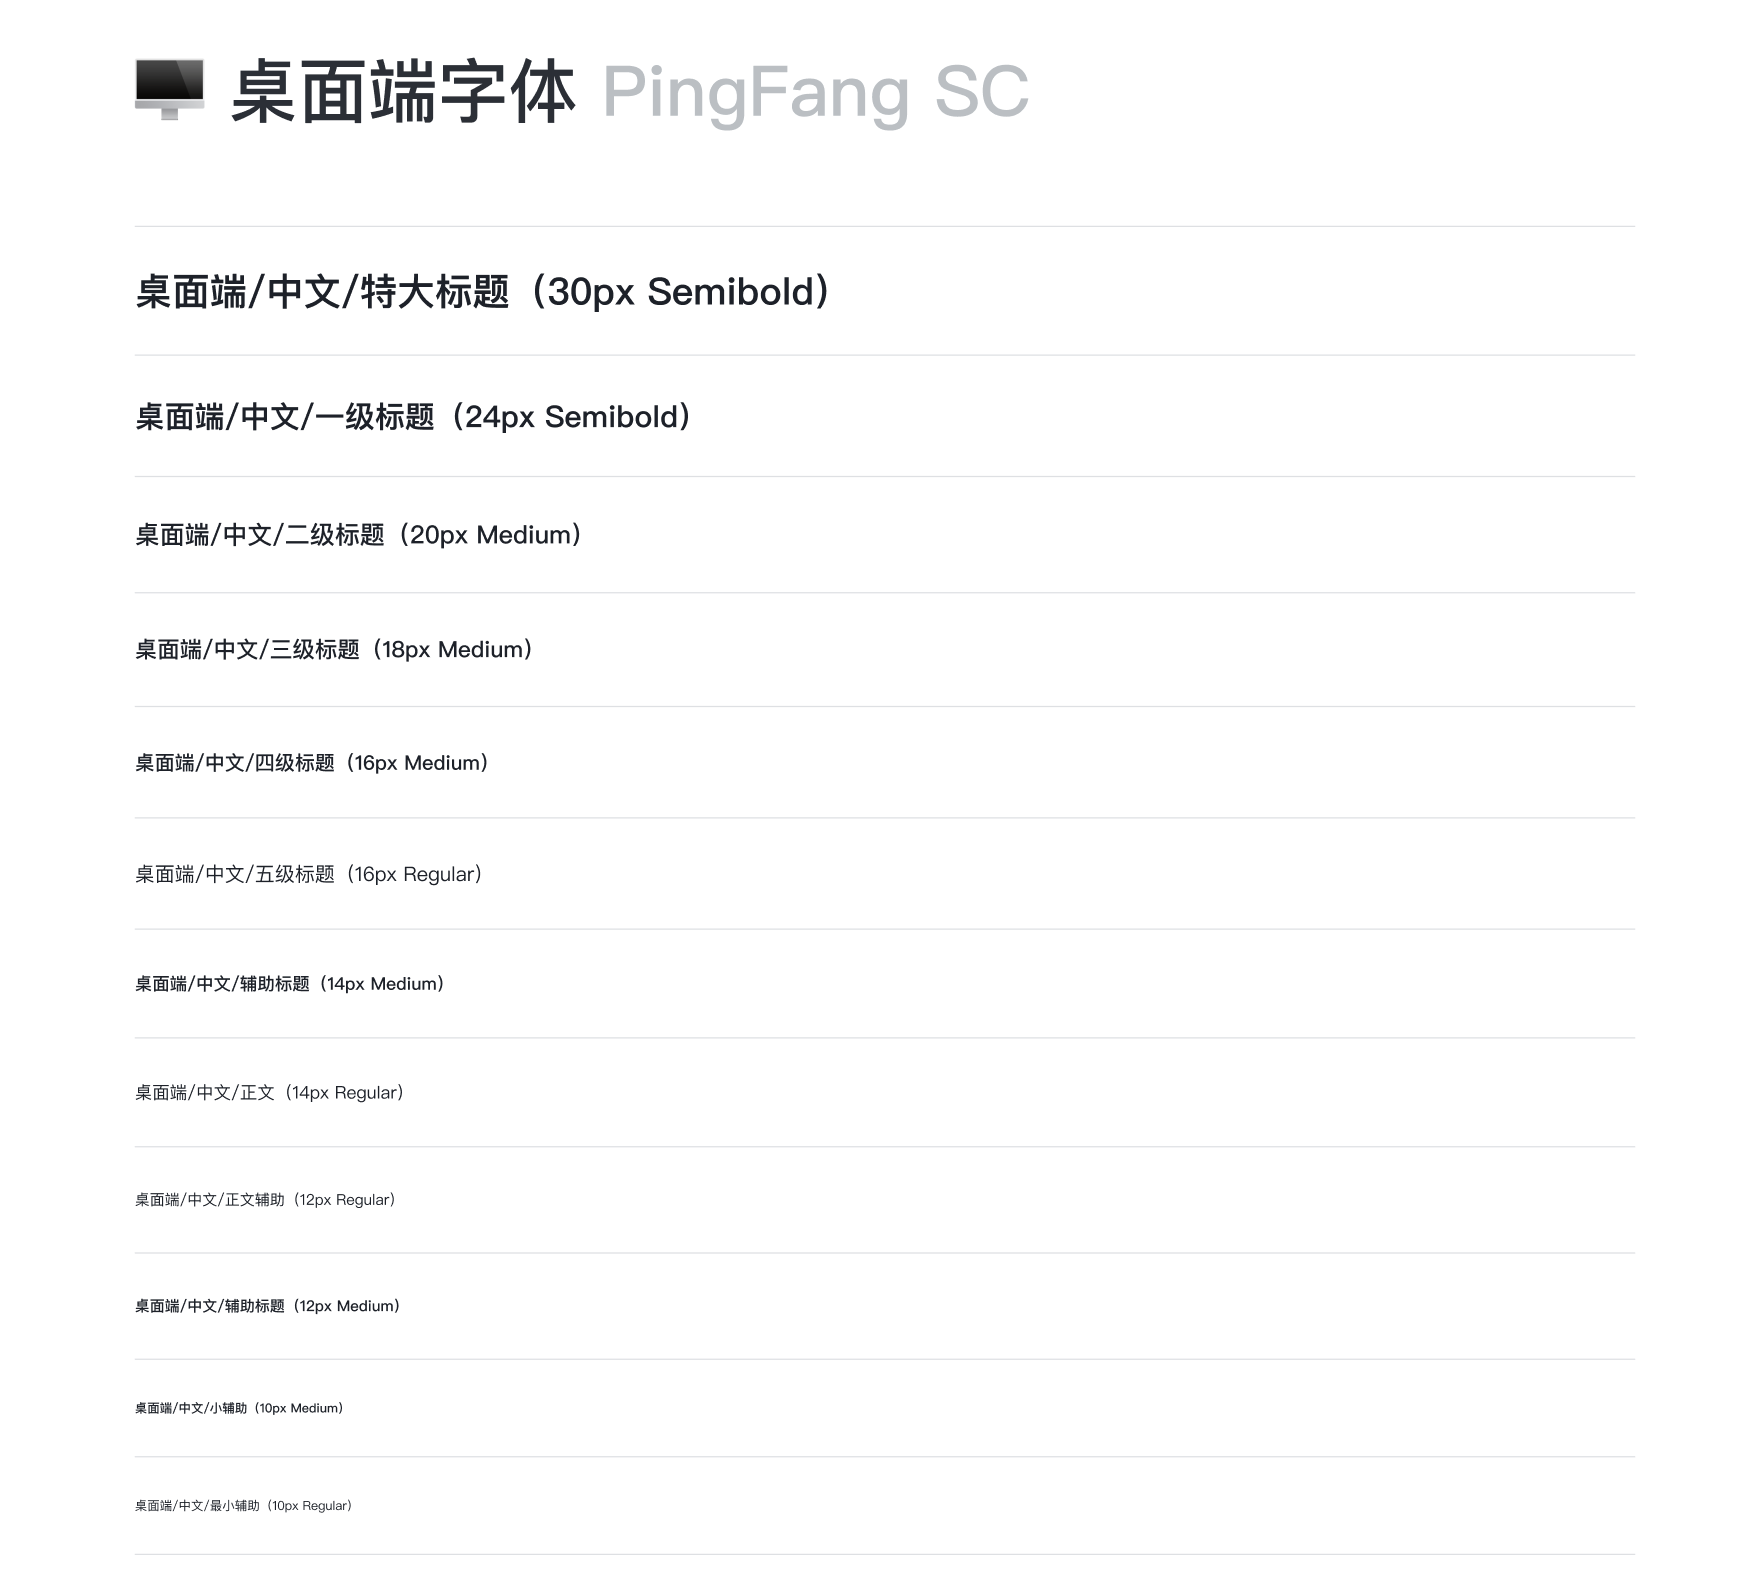 桌面端字体 PingFang SC
桌面端/中文/特大标题（30px Semibold）
桌面端/中文/一级标题（24px Semibold）
桌面端/中文/二级标题（20px Medium）
桌面端/中文/三级标题（18px Medium）
桌面端/中文/四级标题（16px Medium）
桌面端/中文/五级标题（16px Regular）
桌面端/中文/辅助标题（14px Medium）
桌面端/中文/正文（14px Regular）
桌面端/中文/正文辅助（12px Regular）
桌面端/中文/辅助标题（12px Medium）
桌面端/中文/小辅助（10px Medium）
桌面端/中文/最小辅助（10px Regular）